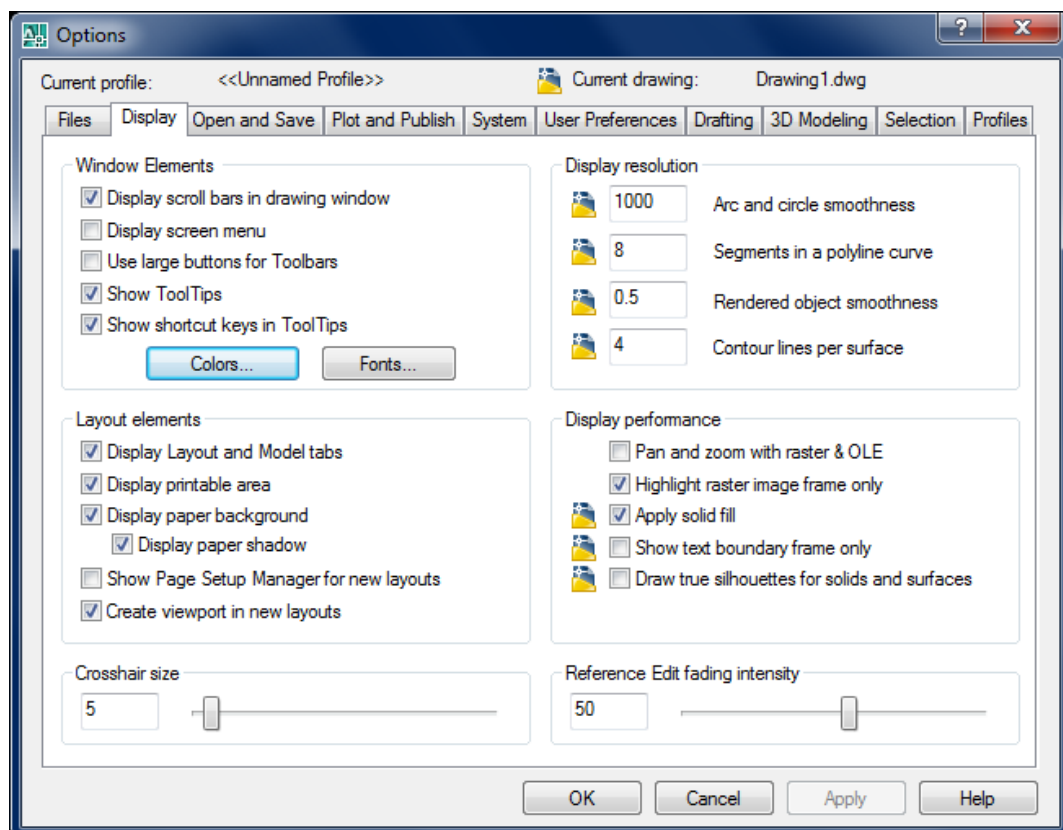 Options
Current profile: <<Unnamed Profile>> Current drawing: Drawing1.dwg
Files Display Open and Save Plot and Publish System User Preferences Drafting 3D Modeling Selection Profiles
Window Elements
Display scroll bars in drawing window
Display screen menu
Use large buttons for Toolbars
Show ToolTips
Show shortcut keys in ToolTips
Colors... Fonts...
Display resolution
1000 Arc and circle smoothness
8 Segments in a polyline curve
0.5 Rendered object smoothness
4 Contour lines per surface
Layout elements
Display Layout and Model tabs
Display printable area
Display paper background
Display paper shadow
Show Page Setup Manager for new layouts
Create viewport in new layouts
Display performance
Pan and zoom with raster & OLE
Highlight raster image frame only
Apply solid fill
Show text boundary frame only
Draw true silhouettes for solids and surfaces
Crosshair size
5
Reference Edit fading intensity
50
OK Cancel Apply Help